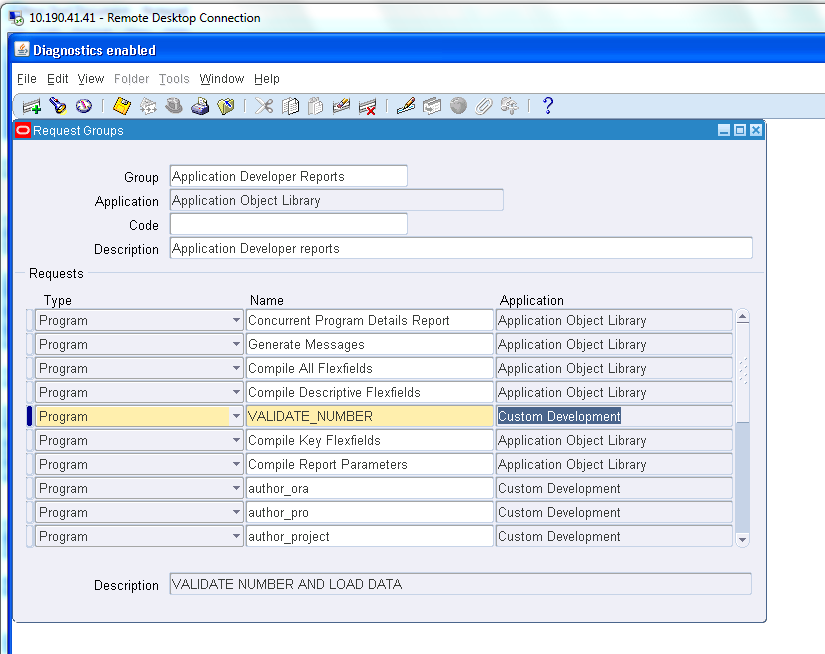 10.190.41.41 - Remote Desktop Connection
Diagnostics enabled
File Edit View Folder Tools Window Help
Request Groups
Group Application Developer Reports
Application Application Object Library
Code
Description Application Developer reports
Requests
Type Name Application
Program Concurrent Program Details Report Application Object Library
Program Generate Messages Application Object Library
Program Compile All Flexfields Application Object Library
Program Compile Descriptive Flexfields Application Object Library
Program VALIDATE_NUMBER Custom Development
Program Compile Key Flexfields Application Object Library
Program Compile Report Parameters Application Object Library
Program author_ora Custom Development
Program author_pro Custom Development
Program author_project Custom Development
Description VALIDATE NUMBER AND LOAD DATA